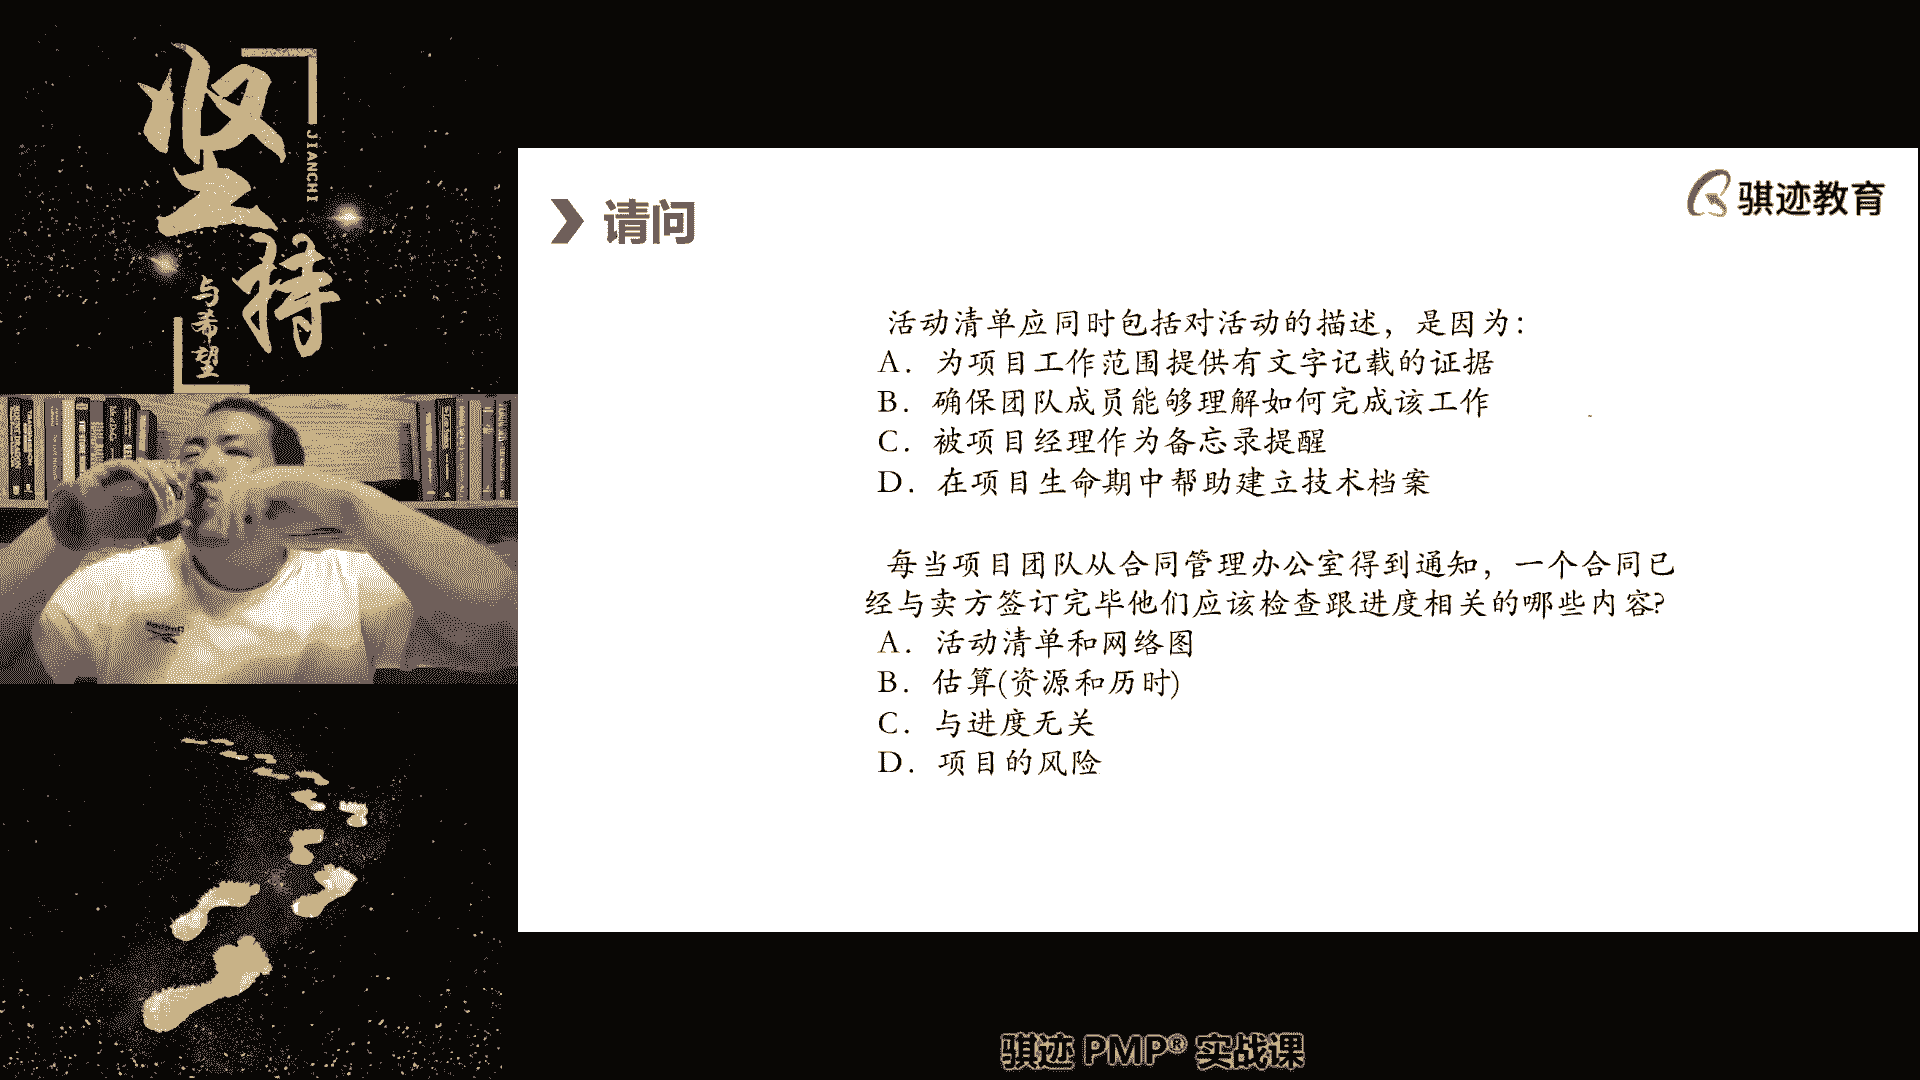 坚持
JIANCHI
与希望
请问
骐迹教育
活动清单应同时包括对活动的描述，是因为：
A．为项目工作范围提供有文字记载的证据
B．确保团队成员能够理解如何完成该工作
C．被项目经理作为备忘录提醒
D．在项目生命期中帮助建立技术档案
每当项目团队从合同管理办公室得到通知，一个合同已
经与卖方签订完毕他们应该检查跟进度相关的哪些内容?
A．活动清单和网络图
B．估算(资源和历时)
C．与进度无关
D．项目的风险
骐迹 PMP® 实战课